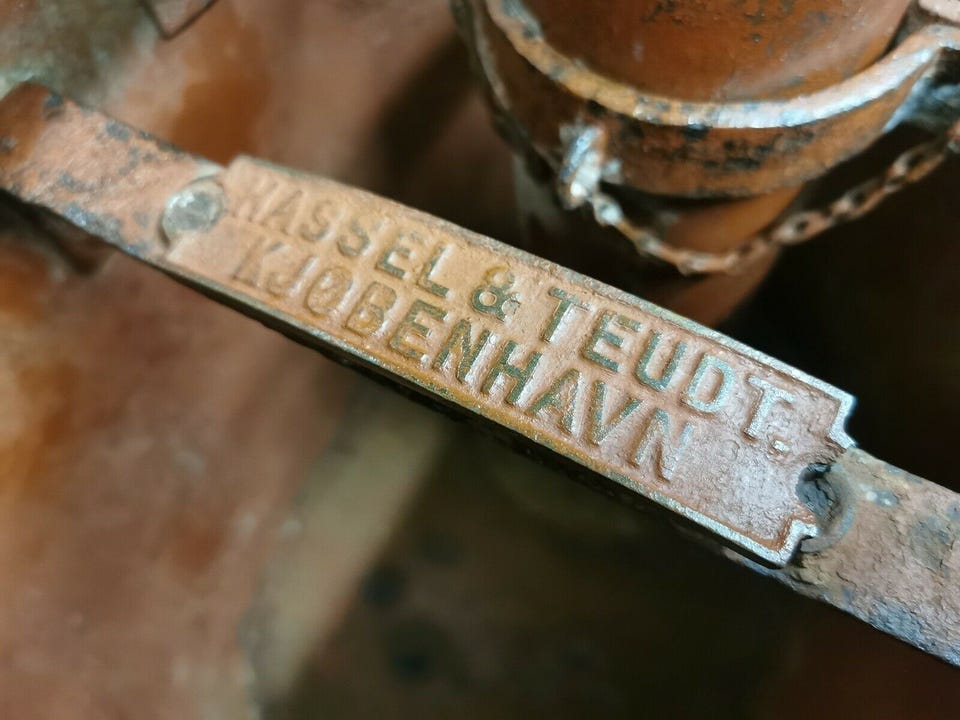 HASSEL & TEUDT.
KJØBENHAVN